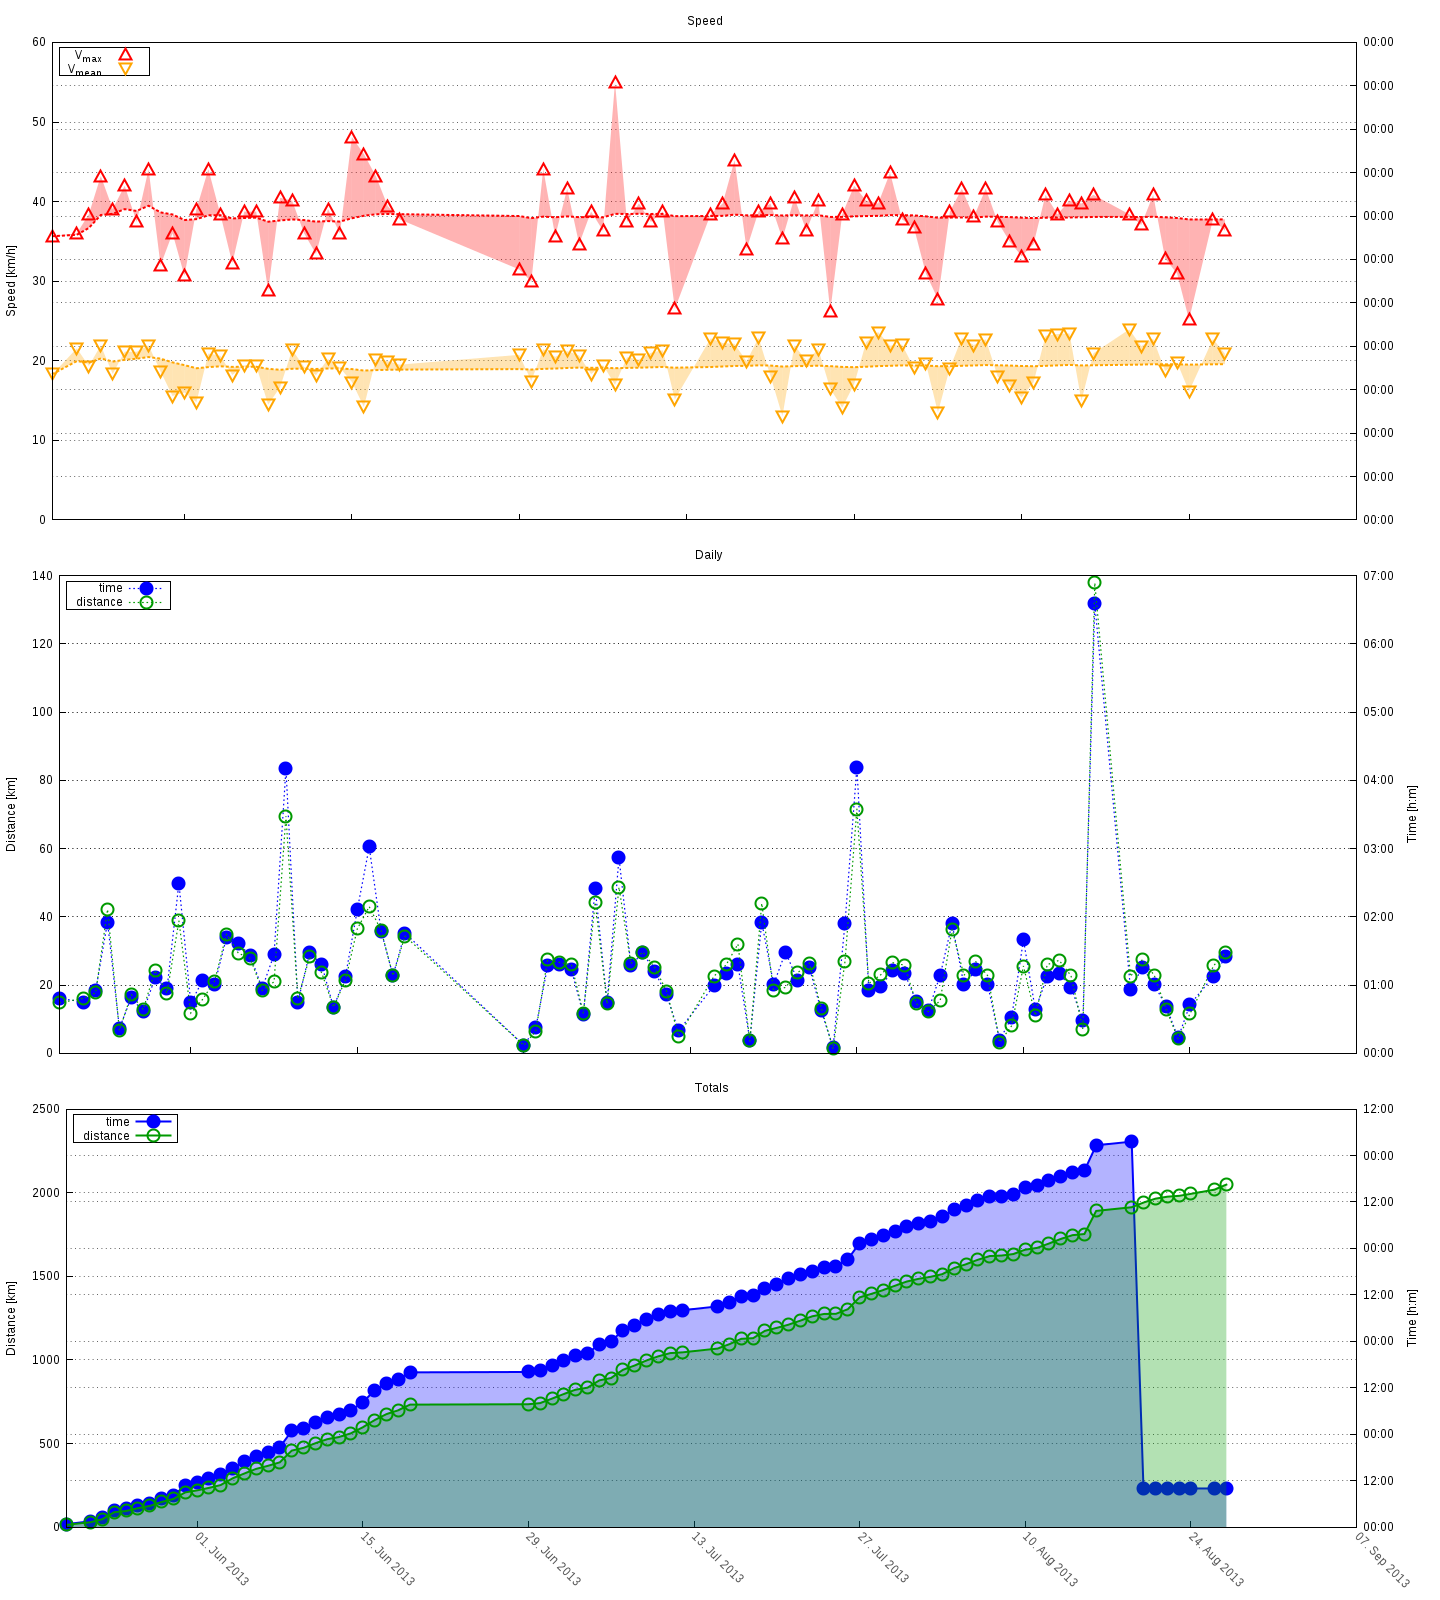 Speed
60
50
40
30
20
10
0
Speed [km/h]
Vmax
Vmean
00:00
00:00
00:00
00:00
00:00
00:00
00:00
00:00
00:00
00:00
00:00
00:00
Daily
140
120
100
80
60
40
20
0
Distance [km]
time
distance
07:00
06:00
05:00
04:00
03:00
02:00
01:00
00:00
Time [h:m]
Totals
2500
2000
1500
1000
500
0
Distance [km]
time
distance
12:00
00:00
12:00
00:00
12:00
00:00
12:00
00:00
12:00
00:00
Time [h:m]
01. Jun 2013
15. Jun 2013
29. Jun 2013
13. Jul 2013
27. Jul 2013
10. Aug 2013
24. Aug 2013
07. Sep 2013